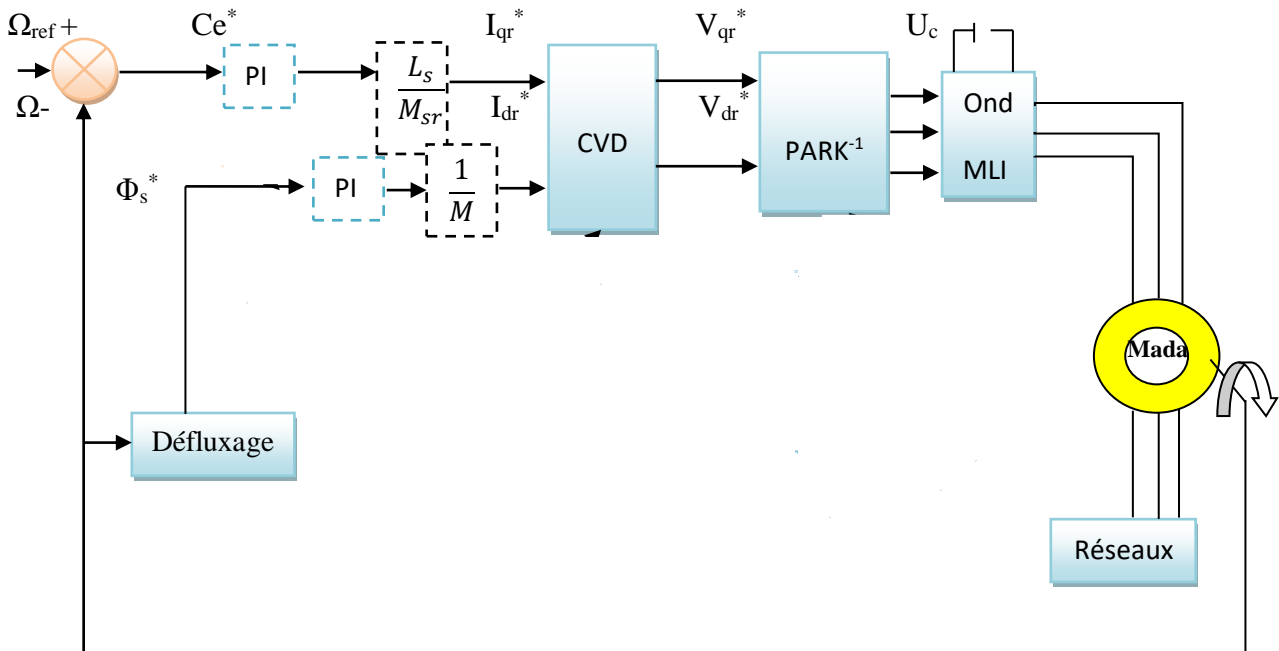 Ωref +
Ce*
Iqr*
Vqr*
Uc
Ω-
PI
Ls
Msr
Idr*
Vdr*
CVD
PARK-1
Ond
MLI
Φs*
PI
1
M
Mada
Défluxage
Réseaux